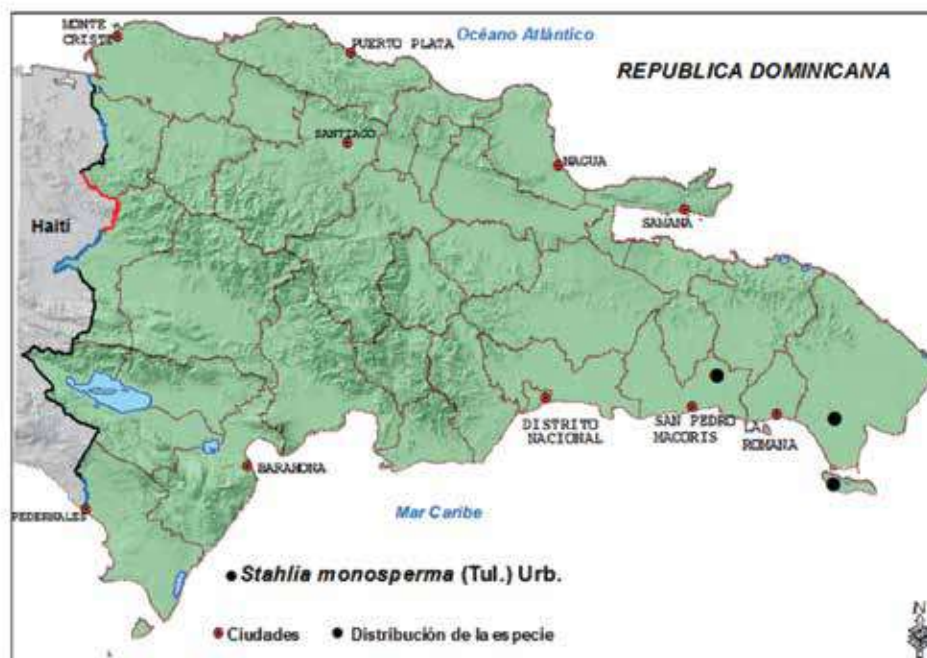 MONTE
CRISTE
PUERTO PLATA
Océano Atlántico
REPUBLICA DOMINICANA
SANTIAGO
NAGUA
SAMANA
Haití
DISTRITO
NACIONAL
SAN PEDRO
MACORIS
LA
ROMANA
BARAHONA
PEDERNALES
Mar Caribe
Stahlia monosperma (Tul.) Urb.
Ciudades
Distribución de la especie
N